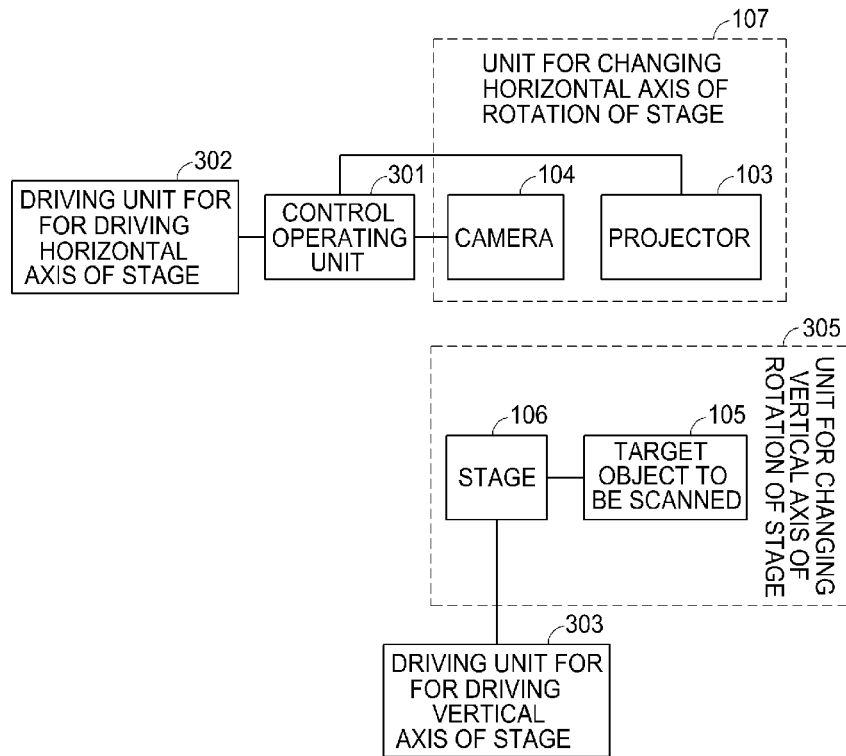 107
UNIT FOR CHANGING
HORIZONTAL AXIS OF
ROTATION OF STAGE
302
301
104
103
DRIVING UNIT FOR
FOR DRIVING
HORIZONTAL
AXIS OF STAGE
CONTROL
OPERATING
UNIT
CAMERA
PROJECTOR
305
UNIT FOR CHANGING
VERTICAL AXIS OF
ROTATION OF STAGE
106
105
STAGE
TARGET
OBJECT TO
BE SCANNED
303
DRIVING UNIT FOR
FOR DRIVING
VERTICAL
AXIS OF STAGE